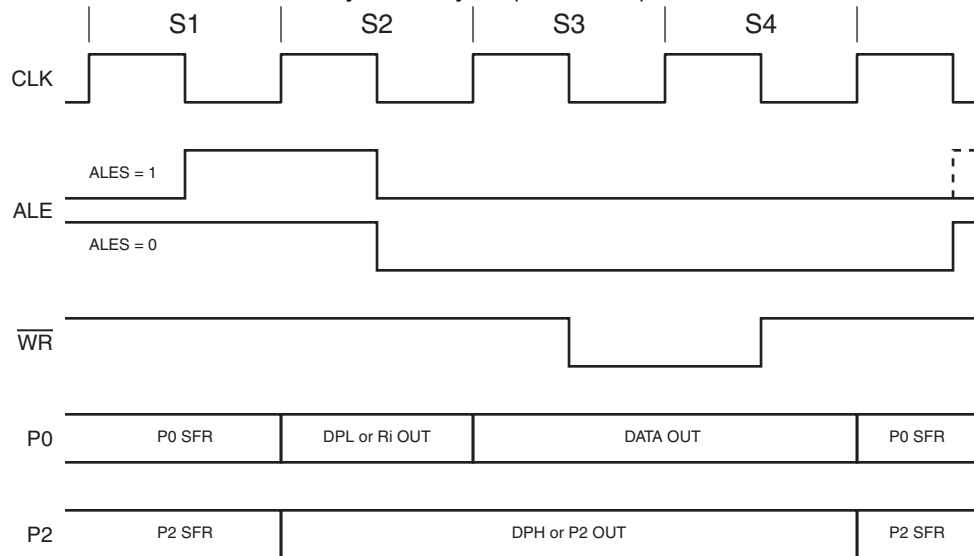 S1 S2 S3 S4
CLK
ALES = 1
ALE
ALES = 0
WR
P0 P0 SFR DPL or Ri OUT DATA OUT P0 SFR
P2 P2 SFR DPH or P2 OUT P2 SFR